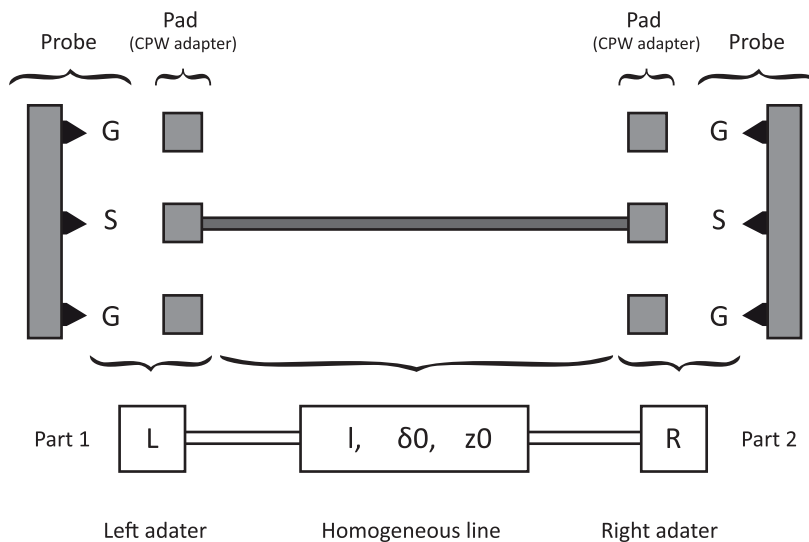 Pad
Pad
Probe
(CPW adapter)
(CPW adapter)
Probe
G
G
S
S
G
G
Part 1
L
l, δ0, z0
R
Part 2
Left adater
Homogeneous line
Right adater